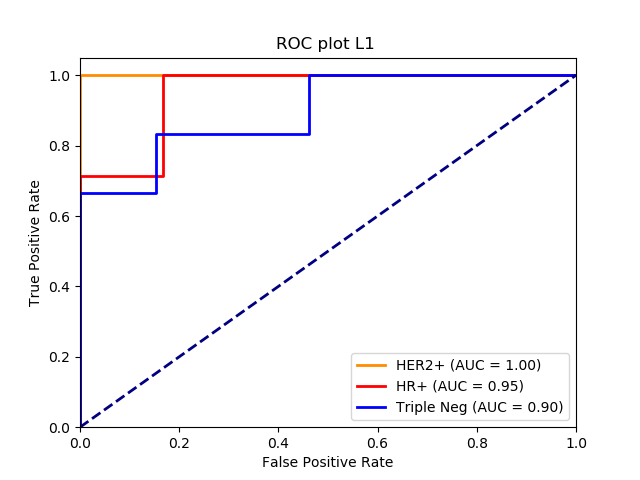 ROC plot L1
True Positive Rate
1.0
0.8
0.6
0.4
0.2
0.0
HER2+ (AUC = 1.00)
HR+ (AUC = 0.95)
Triple Neg (AUC = 0.90)
0.0 0.2 0.4 0.6 0.8 1.0
False Positive Rate